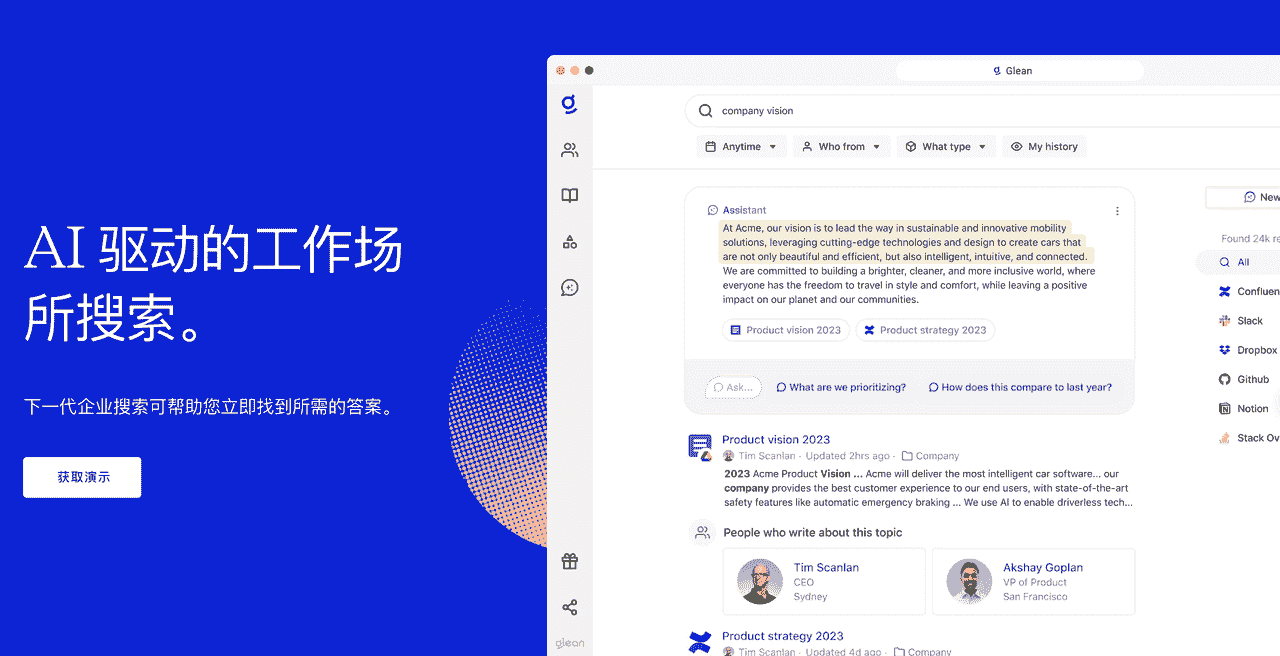 AI 驱动的工作场
所搜索。
下一代企业搜索可帮助您立即找到所需的答案。
获取演示
Glean
company vision
Anytime
Who from
What type
My history
Assistant
At Acme, our vision is to lead the way in sustainable and innovative mobility
solutions, leveraging cutting-edge technologies and design to create cars that
are not only beautiful and efficient, but also intelligent, intuitive, and connected.
We are committed to building a brighter, cleaner, and more inclusive world, where
everyone has the freedom to travel in style and comfort, while leaving a positive
impact on our planet and our communities.
Product vision 2023
Product strategy 2023
Ask...
What are we prioritizing?
How does this compare to last year?
Product vision 2023
Tim Scanlan · Updated 2hrs ago · Company
2023 Acme Product Vision ... Acme will deliver the most intelligent car software... our
company provides the best customer experience to our end users, with state-of-the-art
safety features like automatic emergency braking ... We use AI to enable driverless tech...
People who write about this topic
Tim Scanlan
CEO
Sydney
Akshay Goplan
VP of Product
San Francisco
Product strategy 2023
Tim Scanlan · Updated 4d ago · Company
New
Found 24k re
All
Confluen
Slack
Dropbox
Github
Notion
Stack Ov
glean